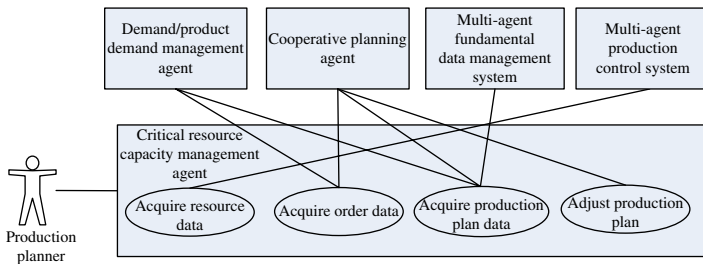 Demand/product
demand management
agent
Cooperative planning
agent
Multi-agent
fundamental
data management
system
Multi-agent
production
control system
Critical resource
capacity management
agent
Acquire resource
data
Acquire order data
Acquire production
plan data
Adjust production
plan
Production
planner